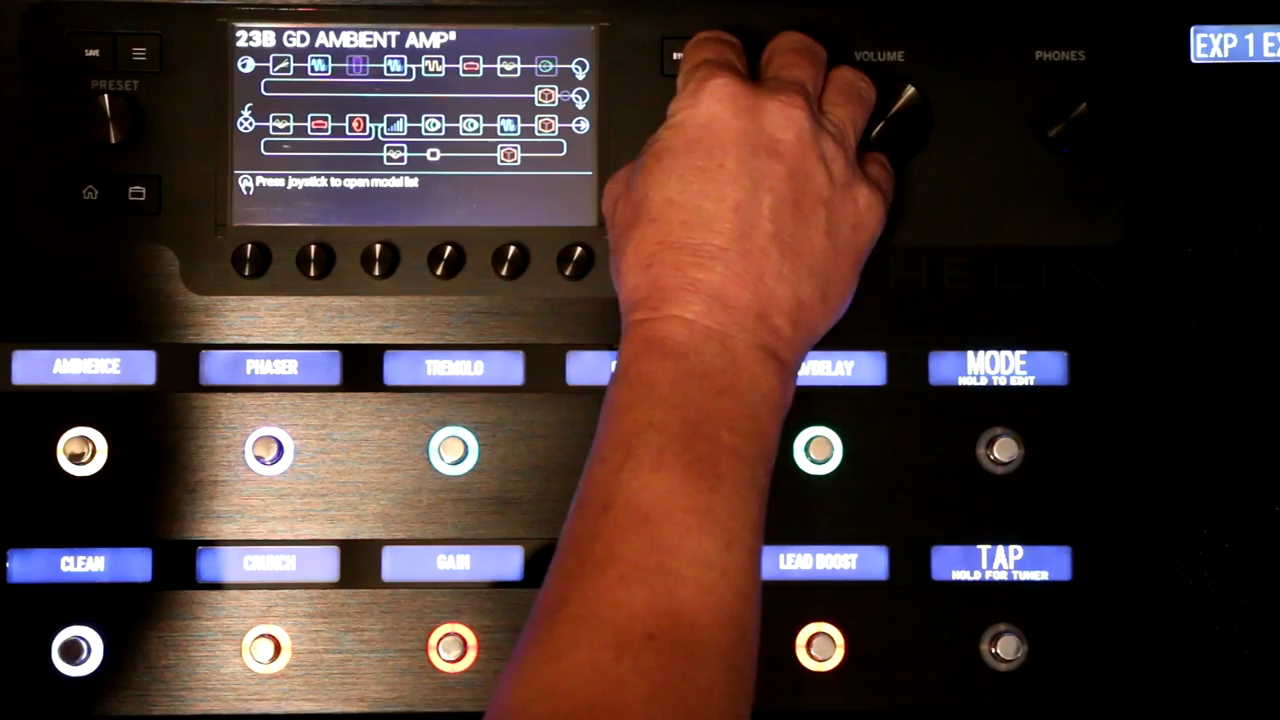 EXP 1
23B GD AMBIENT AMP
SAVE
PRESET
VOLUME
PHONES
Press joystick to open model list
HELIX
AMBIENCE
PHASER
TREMOLO
MODE
HOLD TO EDIT
CLEAN
CRUNCH
GAIN
LEAD BOOST
TAP
HOLD FOR TUNER